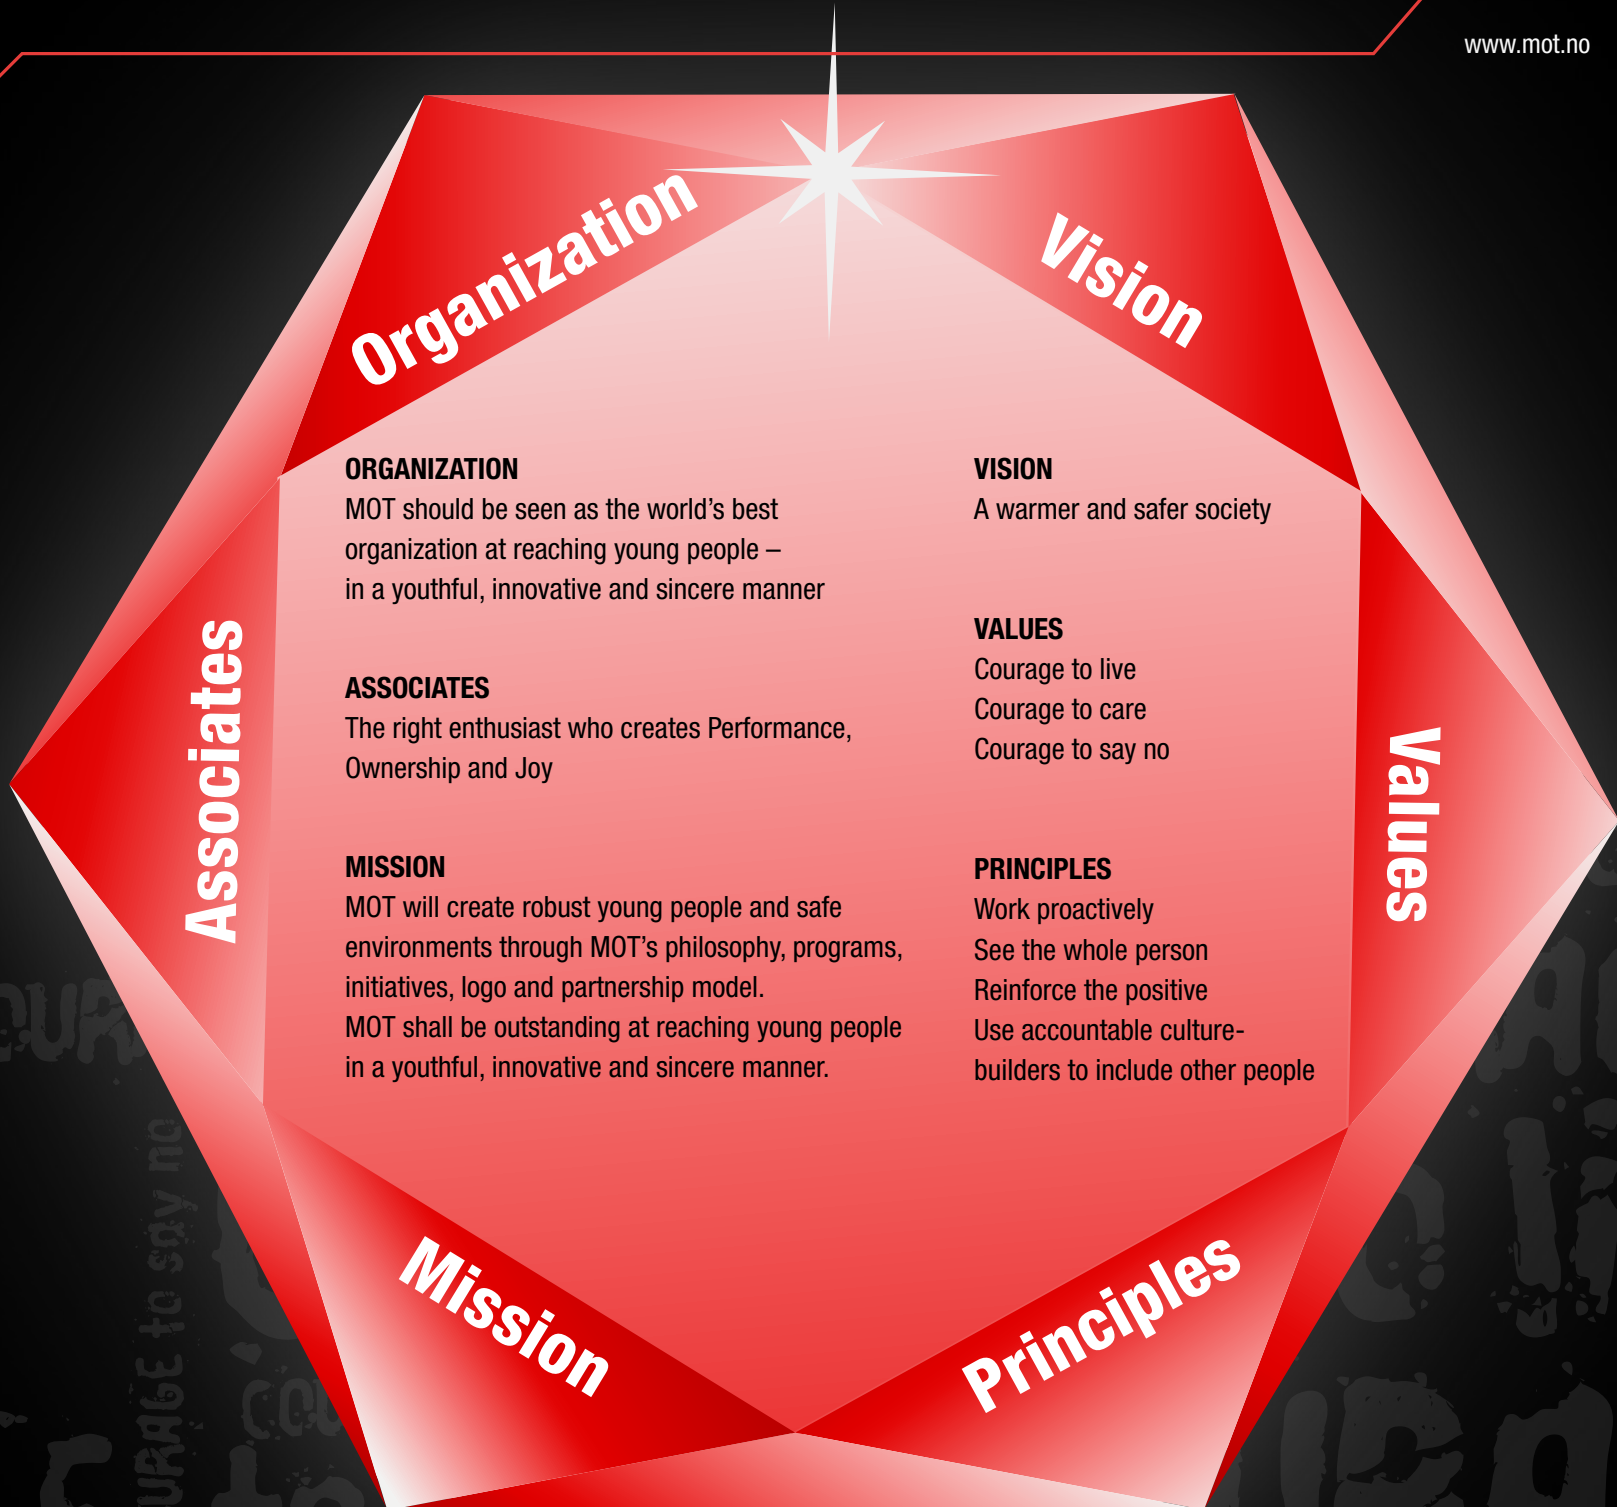 www.mot.no
Organization
Vision
Associates
Values
Mission
Principles
ORGANIZATION
MOT should be seen as the world’s best
organization at reaching young people –
in a youthful, innovative and sincere manner
ASSOCIATES
The right enthusiast who creates Performance,
Ownership and Joy
MISSION
MOT will create robust young people and safe
environments through MOT’s philosophy, programs,
initiatives, logo and partnership model.
MOT shall be outstanding at reaching young people
in a youthful, innovative and sincere manner.
VISION
A warmer and safer society
VALUES
Courage to live
Courage to care
Courage to say no
PRINCIPLES
Work proactively
See the whole person
Reinforce the positive
Use accountable culture-
builders to include other people
to say no